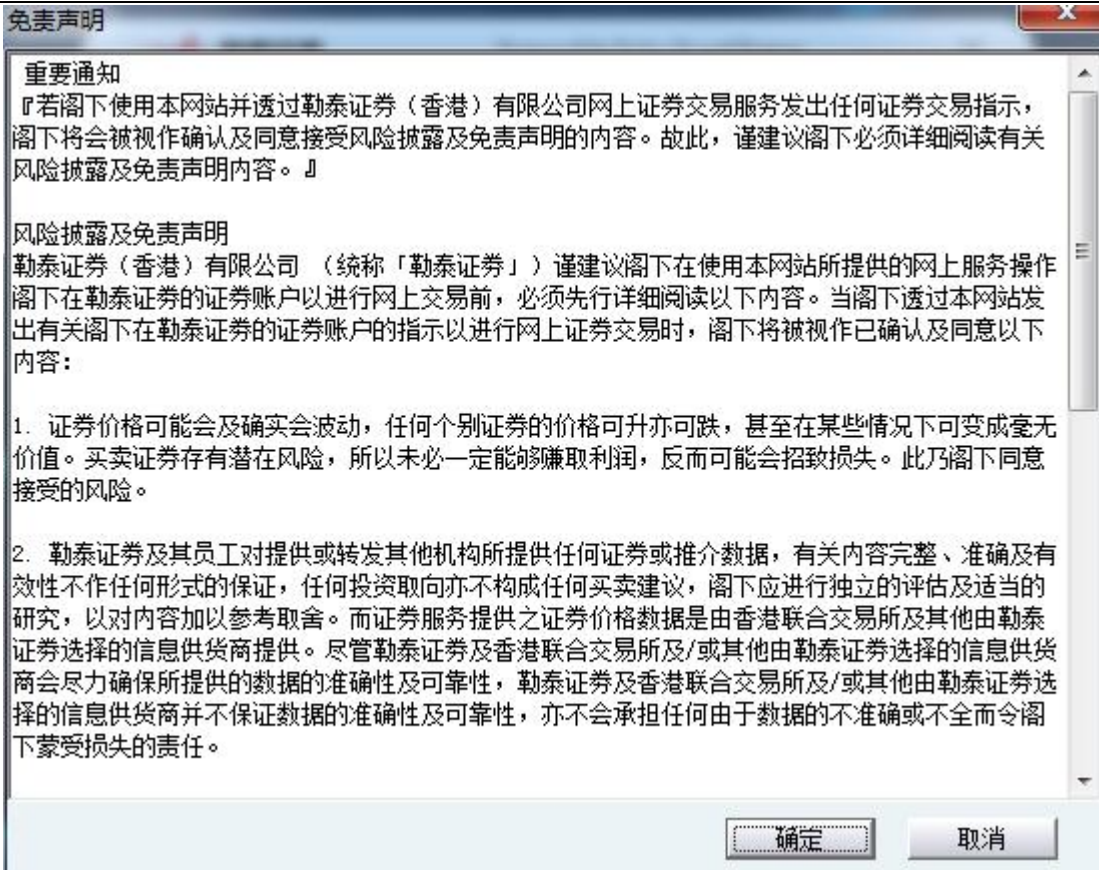 免责声明
重要通知
『若阁下使用本网站并透过勤泰证券（香港）有限公司网上证券交易服务发出任何证券交易指示，
阁下将会被视作确认及同意接受风险披露及免责声明的内容。故此，谨建议阁下必须详细阅读有关
风险披露及免责声明内容。』
风险披露及免责声明
勤泰证券（香港）有限公司 （统称「勤泰证券」）谨建议阁下在使用本网站所提供的网上服务操作
阁下在勤泰证券的证券账户以进行网上交易前，必须先行详细阅读以下内容。当阁下透过本网站发
出有关阁下在勤泰证券的证券账户的指示以进行网上证券交易时，阁下将被视作已确认及同意以下
内容：
1. 证券价格可能会及确实会波动，任何个别证券的价格可升亦可跌，甚至在某些情况下可变成毫无
价值。买卖证券存有潜在风险，所以未必一定能够赚取利润，反而可能会招致损失。此乃阁下同意
接受的风险。
2. 勤泰证券及其员工对提供或转发其他机构所提供任何证券或推介数据，有关内容完整、准确及有
效性不作任何形式的保证，任何投资取向亦不构成任何买卖建议，阁下应进行独立的评估及适当的
研究，以对内容加以参考取舍。而证券服务提供之证券价格数据是由香港联合交易所及其他由勤泰
证券选择的信息供货商提供。尽管勤泰证券及香港联合交易所及/或其他由勤泰证券选择的信息供货
商会尽力确保所提供的数据的准确性及可靠性，勤泰证券及香港联合交易所及/或其他由勤泰证券选
择的信息供货商并不保证数据的准确性及可靠性，亦不会承担任何由于数据的不准确或不全而令阁
下蒙受损失的责任。
确定
取消